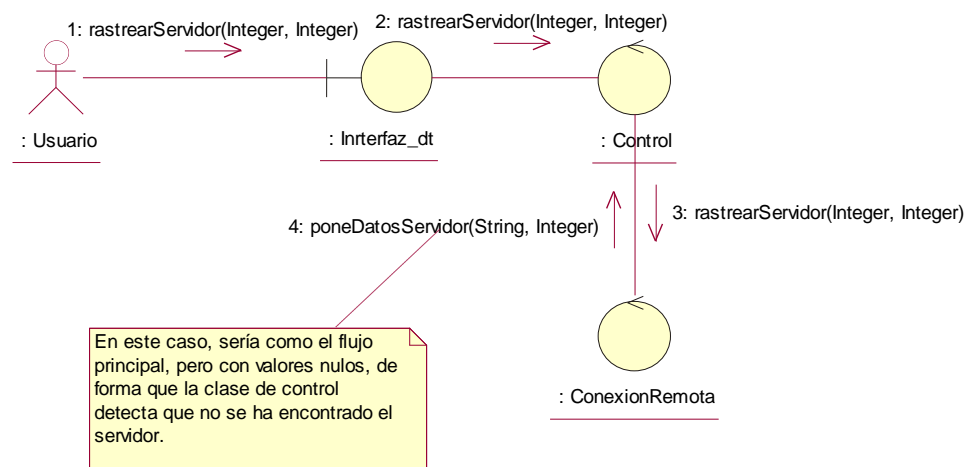 1: rastrearServidor(Integer, Integer)
2: rastrearServidor(Integer, Integer)
: Usuario
: Inrterfaz_dt
: Control
4: poneDatosServidor(String, Integer)
3: rastrearServidor(Integer, Integer)
En este caso, sería como el flujo
principal, pero con valores nulos, de
forma que la clase de control
detecta que no se ha encontrado el
servidor.
: ConexionRemota